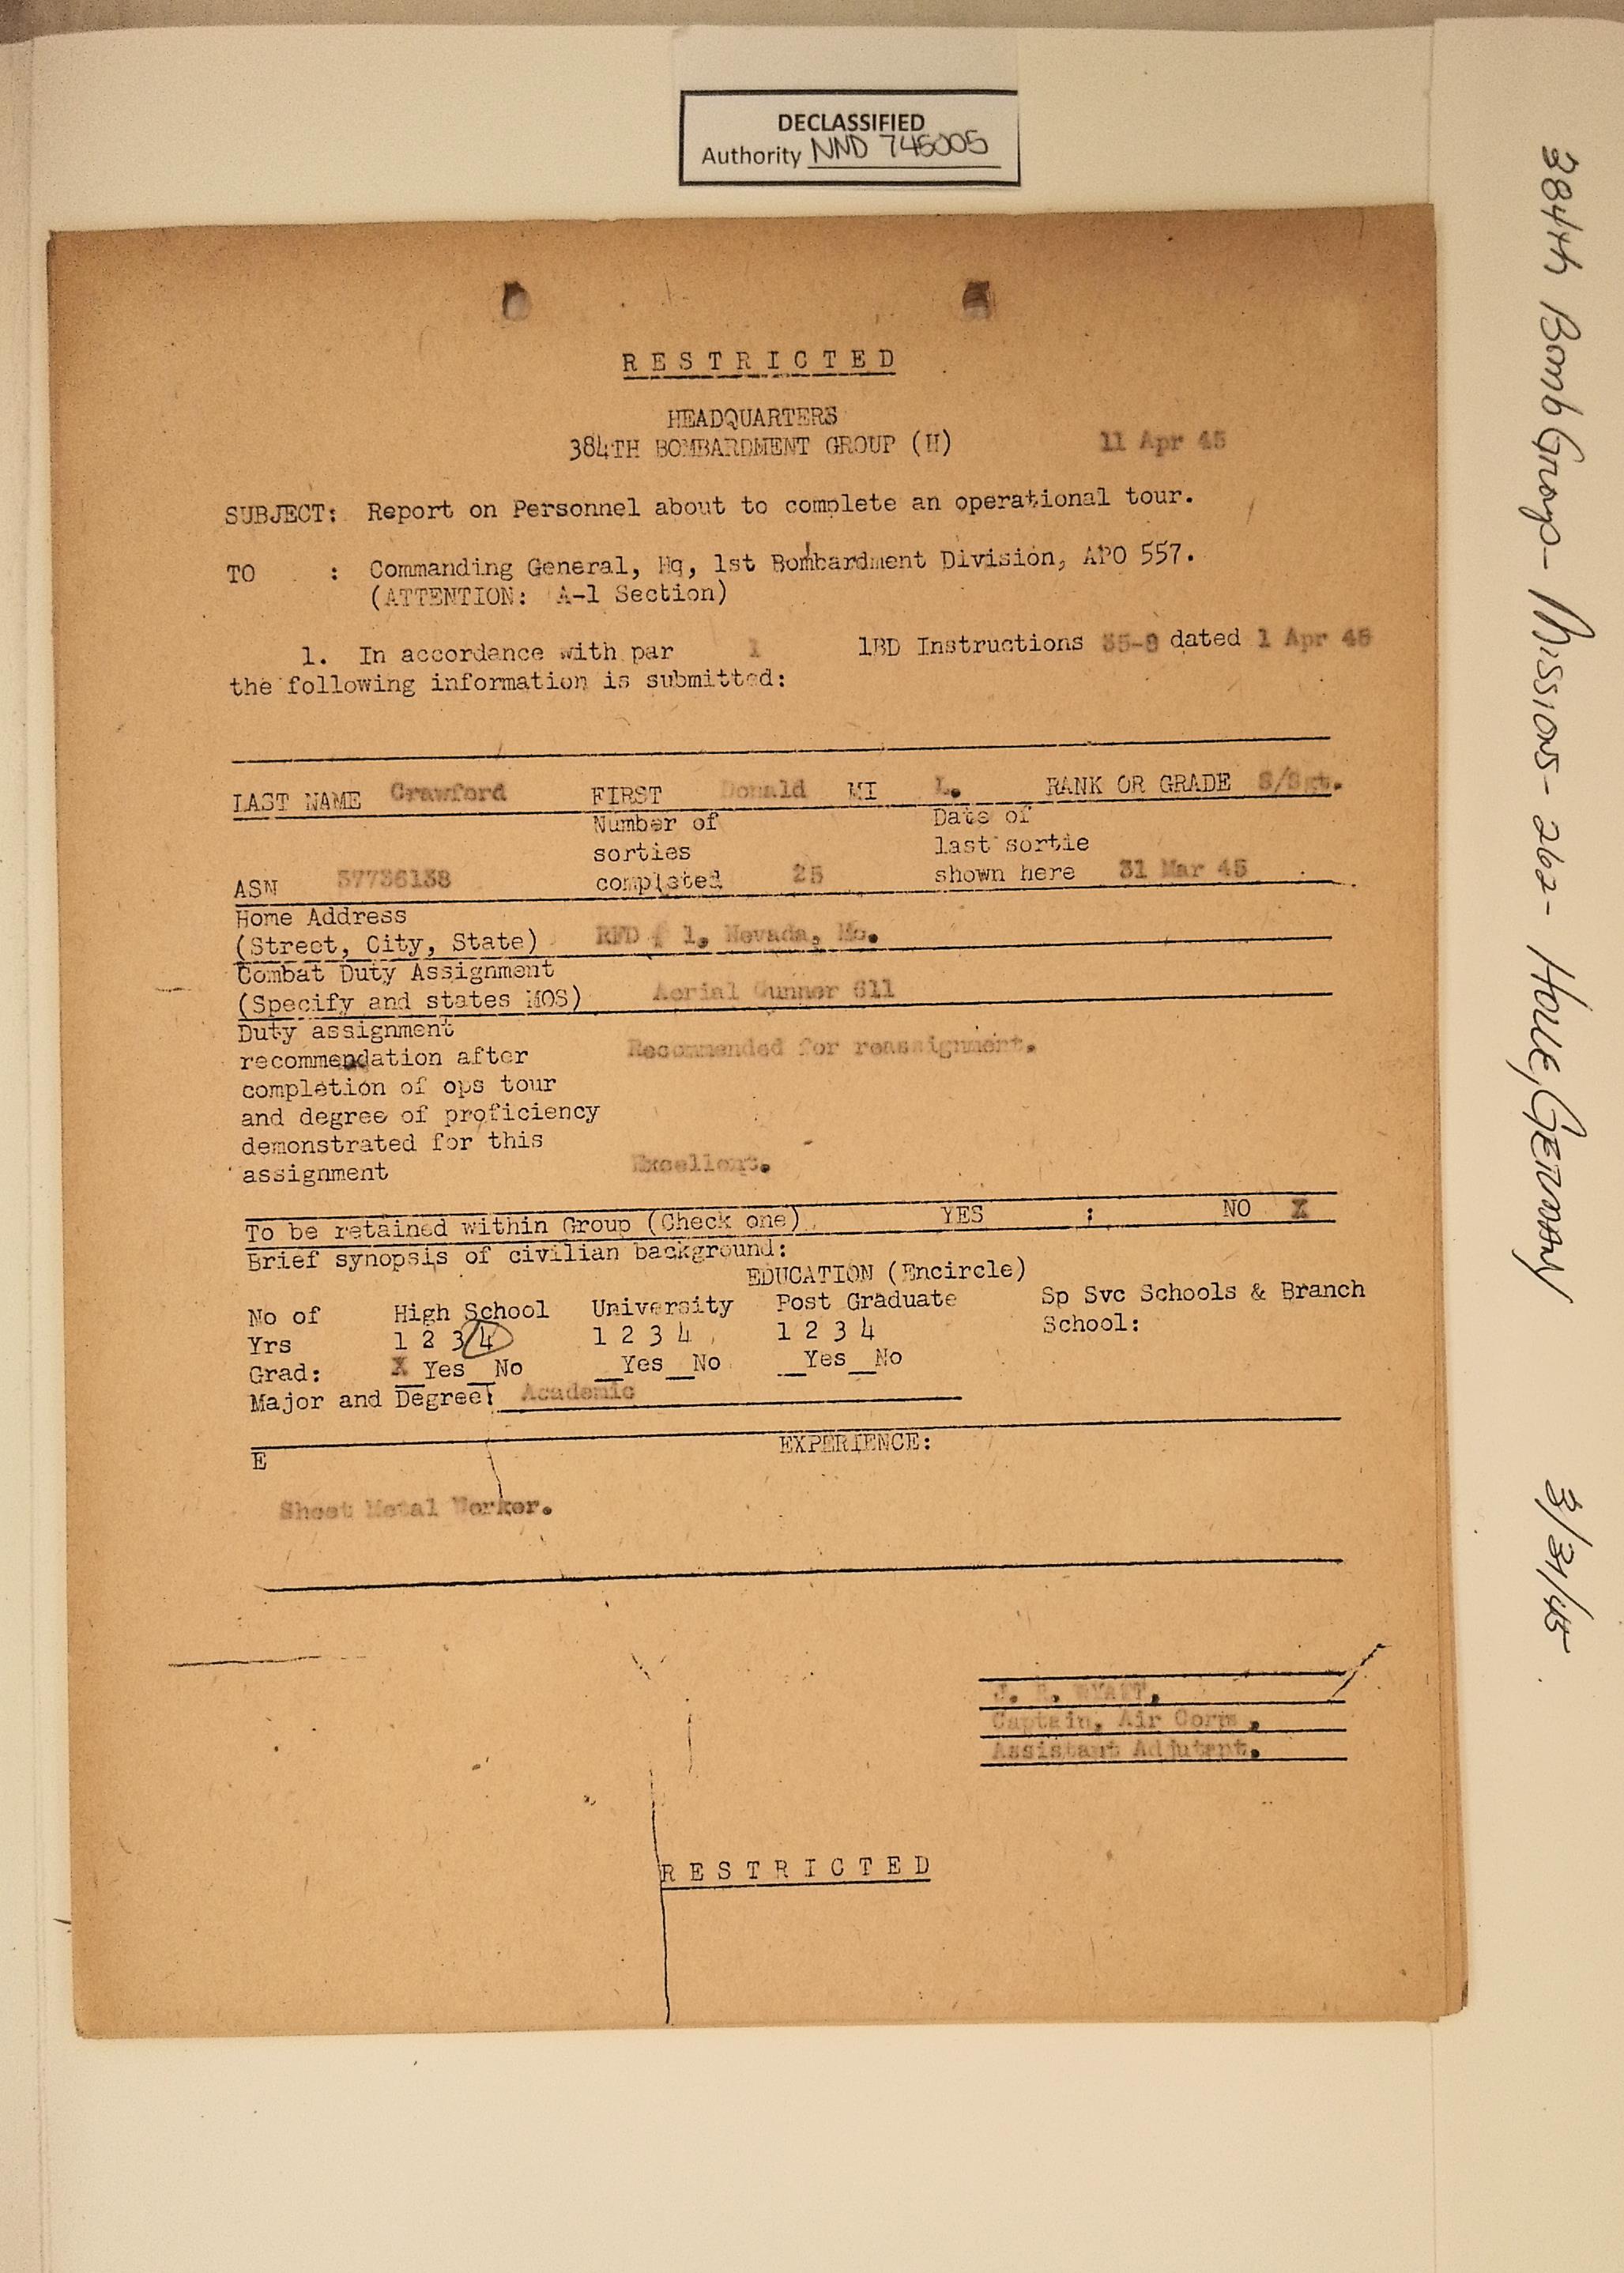 DECLASSIFIED
Authority NND 745005
RESTRICTED
HEADQUARTERS
384TH BOMBARDMENT GROUP (H) 11 Apr 45
SUBJECT: Report on Personnel about to complete an operational tour.
TO : Commanding General, Hq, 1st Bombardment Division, APO 557.
(ATTENTION: A-1 Section)
1. In accordance with par 1 1BD Instructions 35-8 dated 1 Apr 45
the following information is submitted:
LAST NAME Crawford FIRST Donald MI L. RANK OR GRADE S/Sgt.
Number of Date of
sorties last sortie
ASN 37736138 completed 25 shown here 31 Mar 45
Home Address
(Street, City, State) RFD # 1, Nevada, Mo.
Combat Duty Assignment
(Specify and states MOS) Aerial Gunner 611
Duty assignment
recommendation after Recommended for reassignment.
completion of ops tour
and degree of proficiency
demonstrated for this
assignment Excellent.
To be retained within Group (Check one) YES : NO X
Brief synopsis of civilian background:
EDUCATION (Encircle)
No of High School University Post Graduate Sp Svc Schools & Branch
Yrs 1 2 3 4 1 2 3 4 1 2 3 4 School:
Grad: X Yes__No __Yes__No __Yes__No
Major and Degree: Academic
E EXPERIENCE:
Sheet Metal Worker.
WYATT,
Captain, Air Corps,
Assistant Adjutant.
RESTRICTED
384th Bomb Group - Missions - 262 - Halle, Germany 3/31/45